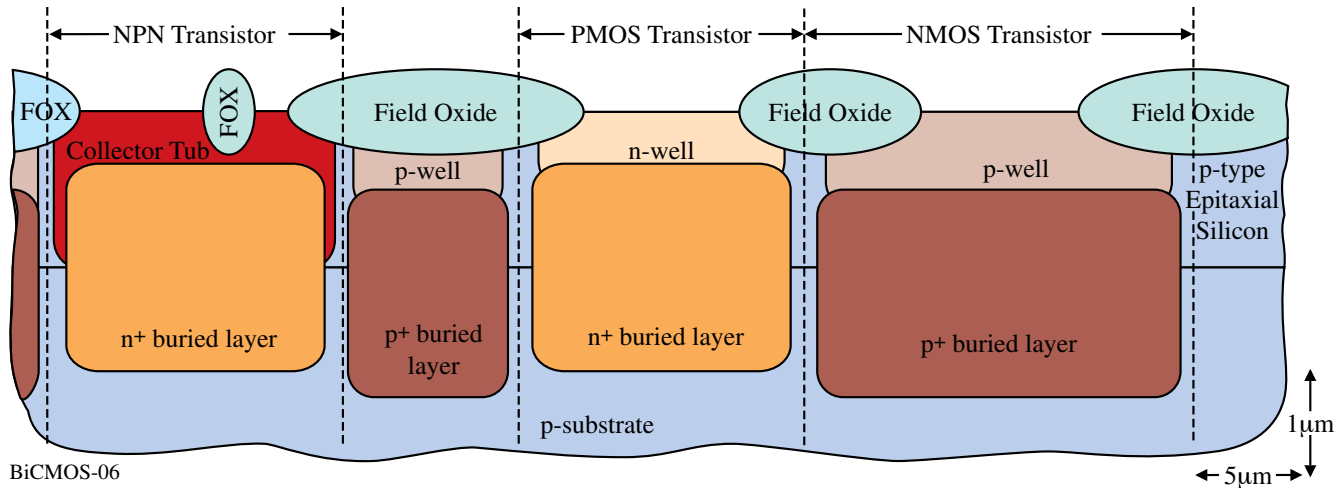 NPN Transistor
PMOS Transistor
NMOS Transistor
FOX
FOX
Field Oxide
Field Oxide
Field Oxide
Collector Tub
p-well
n-well
p-well
p-type
Epitaxial
Silicon
n+ buried layer
p+ buried
layer
n+ buried layer
p+ buried layer
p-substrate
1μm
5μm
BiCMOS-06